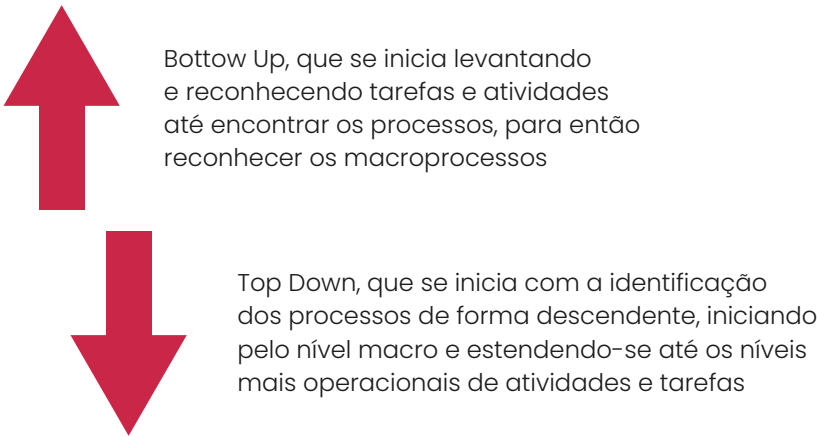 Bottow Up, que se inicia levantando
e reconhecendo tarefas e atividades
até encontrar os processos, para então
reconhecer os macroprocessos
Top Down, que se inicia com a identificação
dos processos de forma descendente, iniciando
pelo nível macro e estendendo-se até os níveis
mais operacionais de atividades e tarefas